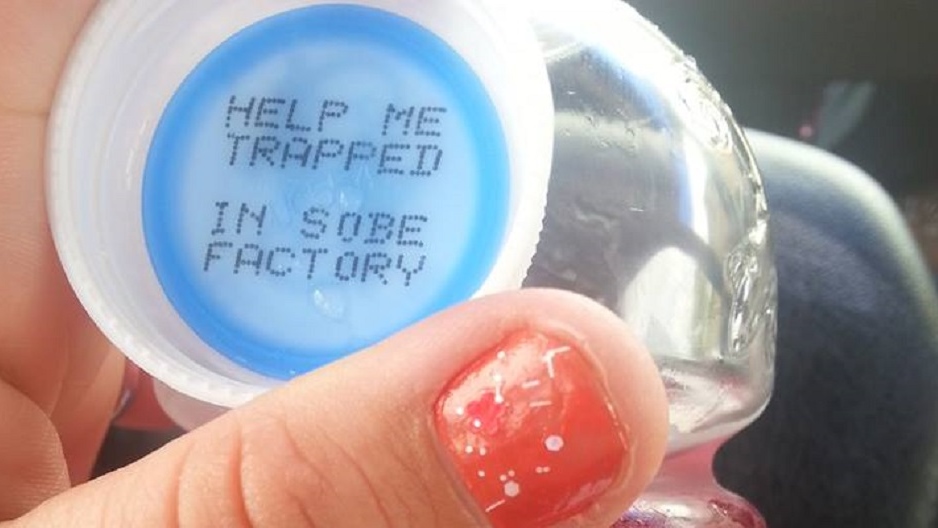 HELP ME
TRAPPED
IN SOBE
FACTORY